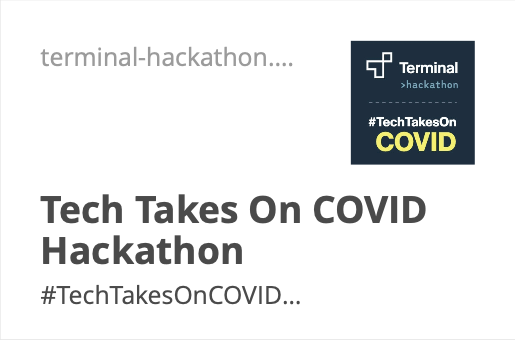 terminal-hackathon....
Terminal
>hackathon
#TechTakesOn
COVID
Tech Takes On COVID
Hackathon
#TechTakesOnCOVID...